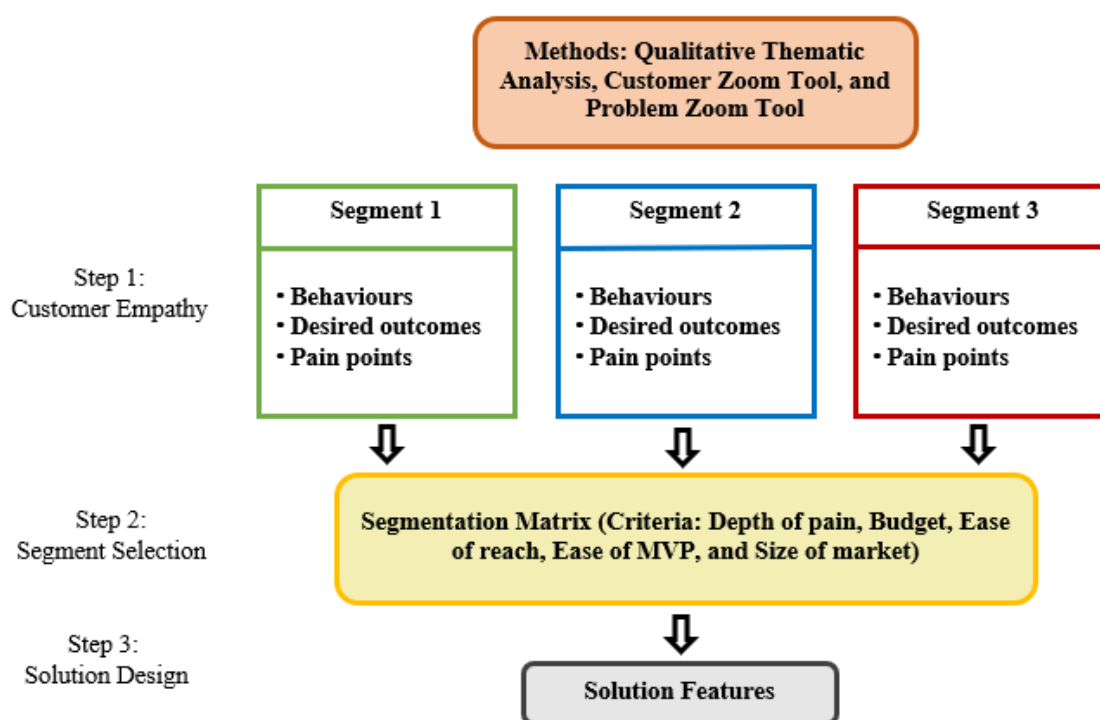 Methods: Qualitative Thematic
Analysis, Customer Zoom Tool, and
Problem Zoom Tool
Segment 1
Segment 2
Segment 3
Step 1:
Customer Empathy
• Behaviours
• Desired outcomes
• Pain points
• Behaviours
• Desired outcomes
• Pain points
• Behaviours
• Desired outcomes
• Pain points
Step 2:
Segment Selection
Segmentation Matrix (Criteria: Depth of pain, Budget, Ease
of reach, Ease of MVP, and Size of market)
Step 3:
Solution Design
Solution Features